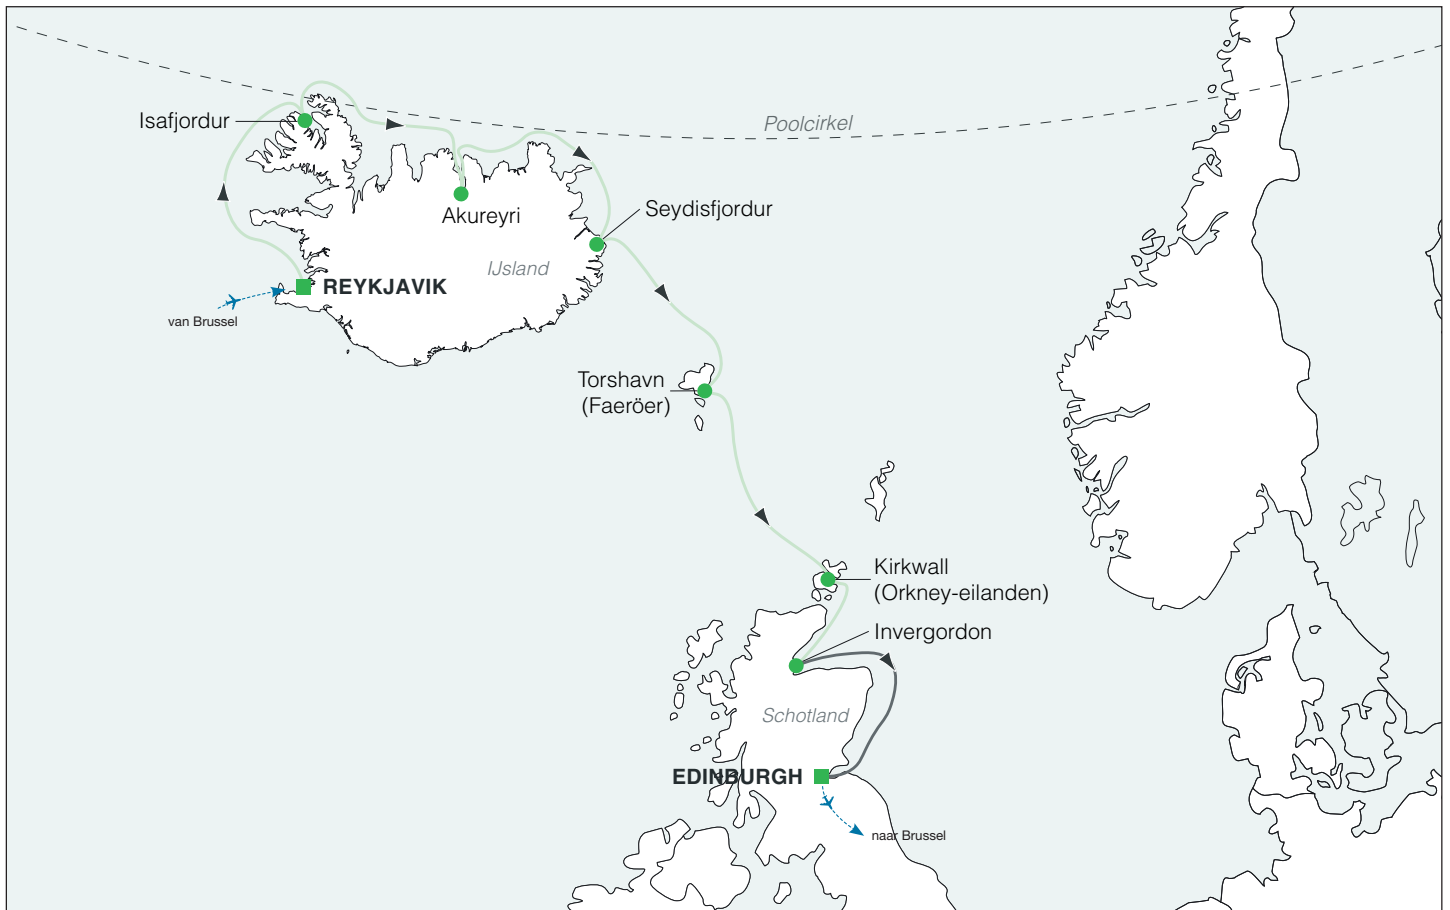 Poolcirkel
Isafjordur
Akureyri
Seydisfjordur
IJsland
REYKJAVIK
van Brussel
Torshavn
(Faeröer)
Kirkwall
(Orkney-eilanden)
Invergordon
Schotland
EDINBURGH
naar Brussel